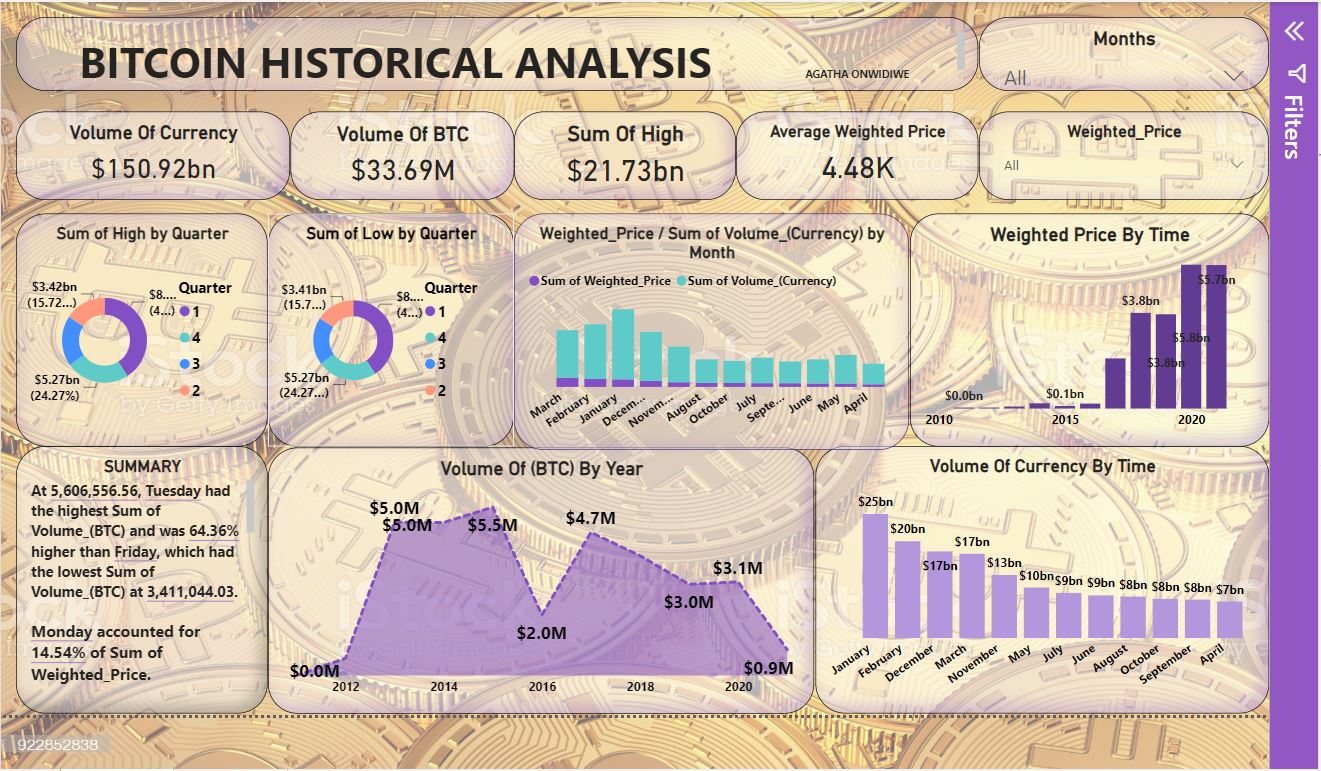 BITCOIN HISTORICAL ANALYSIS
AGATHA ONWIDIWE
Months
All
Filters
Volume Of Currency
$150.92bn
Volume Of BTC
$33.69M
Sum Of High
$21.73bn
Average Weighted Price
4.48K
Weighted_Price
All
Sum of High by Quarter
$3.42bn
(15.72...)
$8....
(4...)
$5.27bn
(24.27%)
Quarter
1
4
3
2
Sum of Low by Quarter
$3.41bn
(15.7...)
$8....
(4...)
$5.27bn
(24.27...)
Quarter
1
4
3
2
Weighted_Price / Sum of Volume_(Currency) by
Month
Sum of Weighted_Price Sum of Volume_(Currency)
March
February
January
Decem...
Novem...
August
October
July
Septe...
June
May
April
Weighted Price By Time
$0.0bn
$0.1bn
$3.8bn
$3.8bn
$5.8bn
$5.7bn
2010 2015 2020
SUMMARY
At 5,606,556.56, Tuesday had
the highest Sum of
Volume_(BTC) and was 64.36%
higher than Friday, which had
the lowest Sum of
Volume_(BTC) at 3,411,044.03.
Monday accounted for
14.54% of Sum of
Weighted_Price.
Volume Of (BTC) By Year
$0.0M
$5.0M
$5.0M
$5.5M
$2.0M
$4.7M
$3.0M
$3.1M
$0.9M
2012 2014 2016 2018 2020
Volume Of Currency By Time
$25bn
$20bn
$17bn
$17bn
$13bn
$10bn
$9bn
$9bn
$8bn
$8bn
$8bn
$7bn
January
February
December
March
November
May
July
June
August
October
September
April
iStock
by Getty Images
922852838